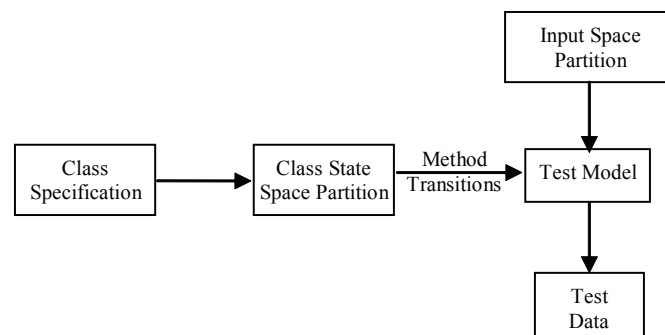 Input Space
Partition
Class
Specification
Class State
Space Partition
Method
Transitions
Test Model
Test
Data